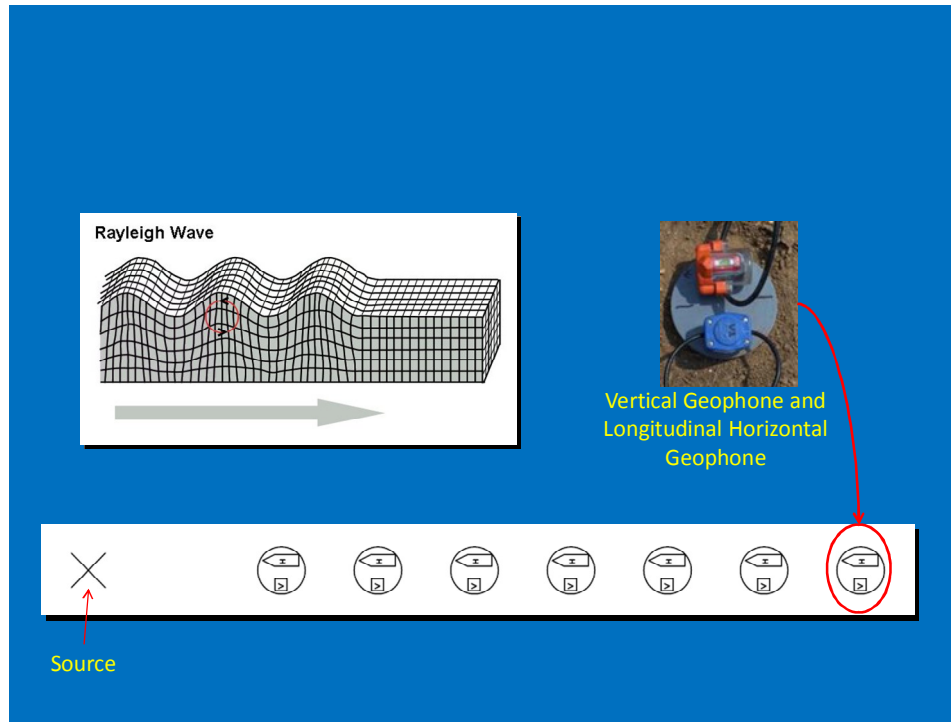 Rayleigh Wave
Vertical Geophone and
Longitudinal Horizontal
Geophone
H H H H H H H
V V V V V V V
Source